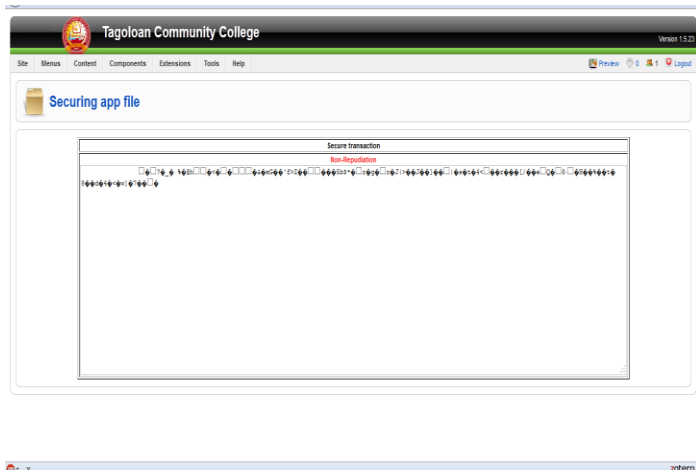 Tagoloan Community College
Version 1.5.23
Site Menus Content Components Extensions Tools Help Preview 0 1 Logout
Securing app file
Secure transaction
Non-Repudiation
zotero